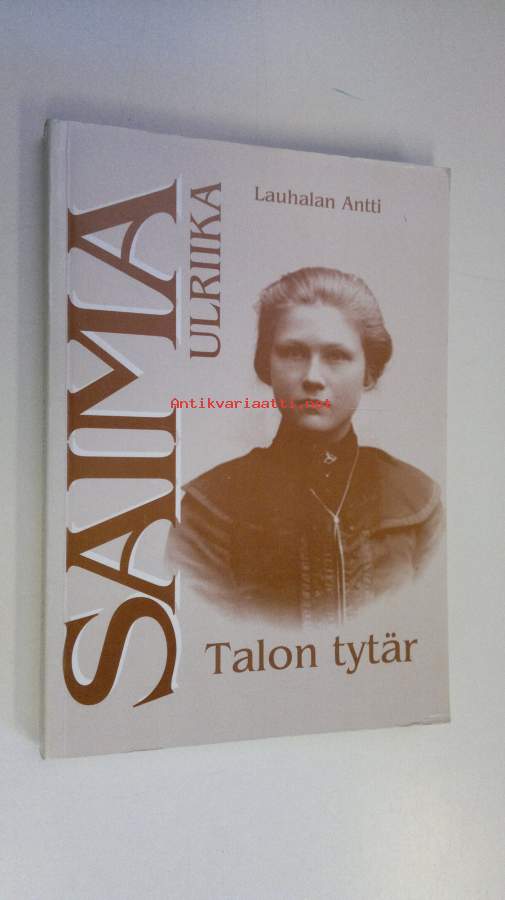 Lauhalan Antti
SAIMA
ULRIIKA
Antikvariaatti.net
Talon tytär